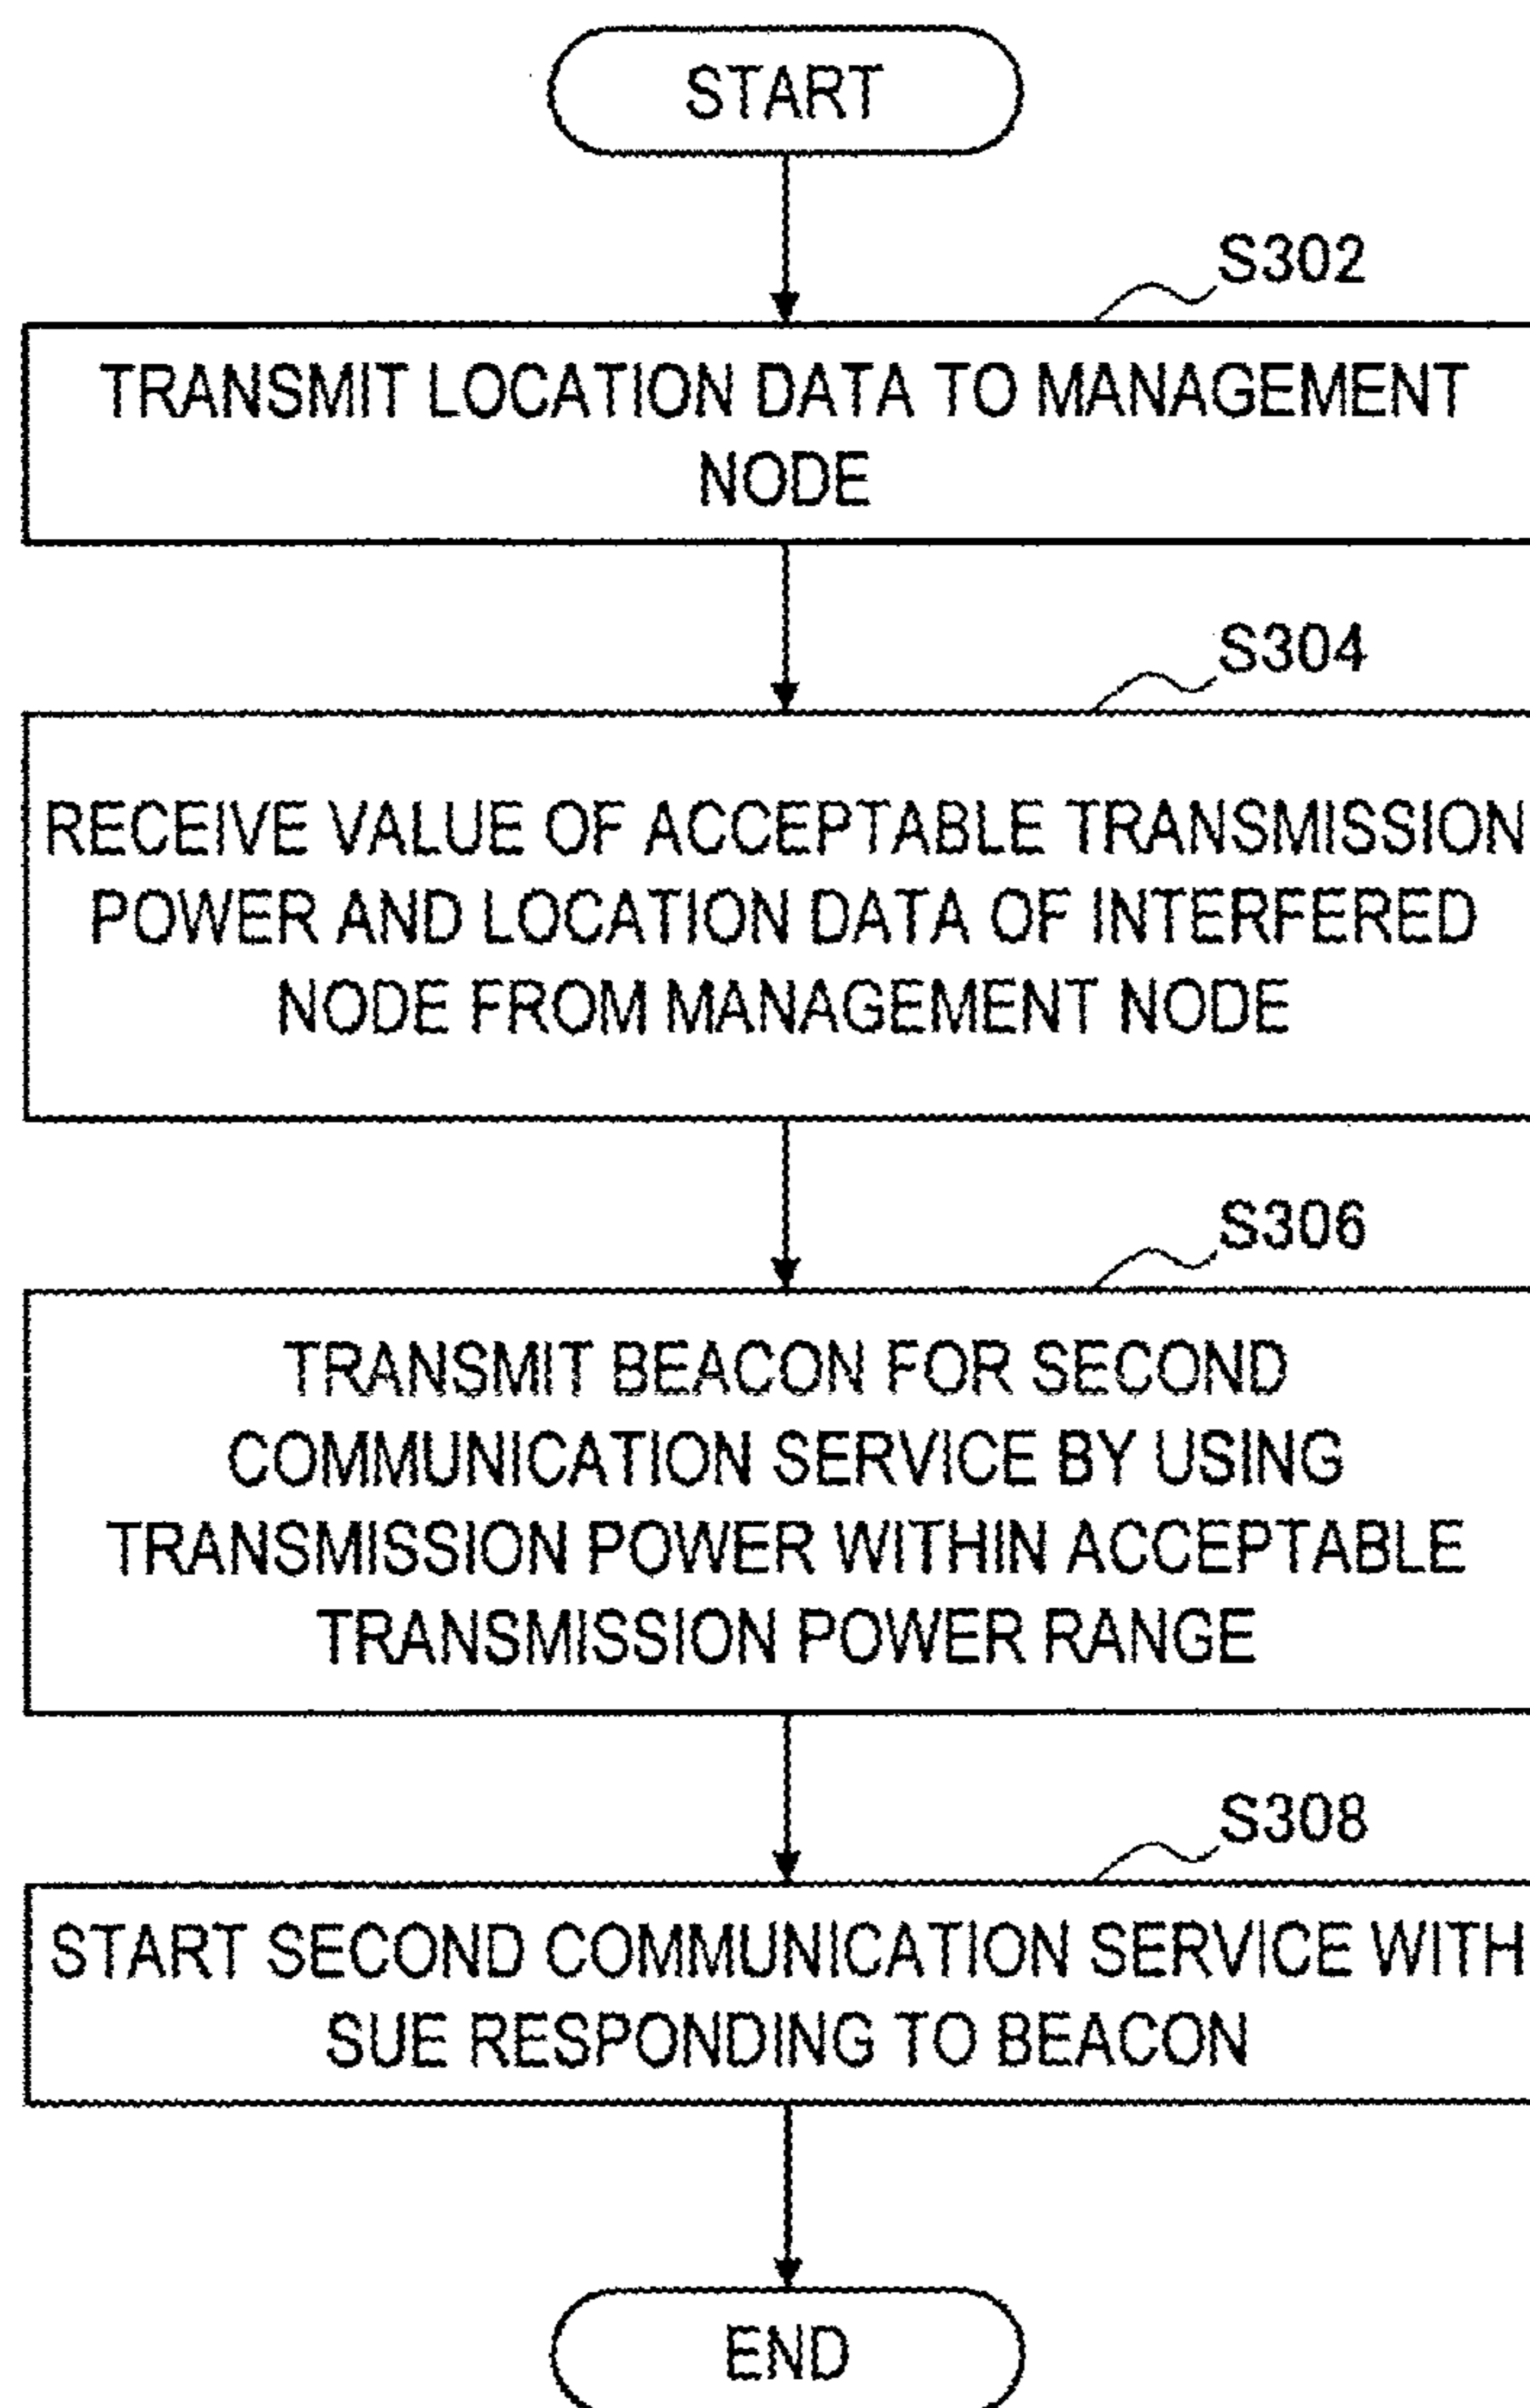 START
S302
TRANSMIT LOCATION DATA TO MANAGEMENT
NODE
S304
RECEIVE VALUE OF ACCEPTABLE TRANSMISSION
POWER AND LOCATION DATA OF INTERFERED
NODE FROM MANAGEMENT NODE
S306
TRANSMIT BEACON FOR SECOND
COMMUNICATION SERVICE BY USING
TRANSMISSION POWER WITHIN ACCEPTABLE
TRANSMISSION POWER RANGE
S308
START SECOND COMMUNICATION SERVICE WITH
SUE RESPONDING TO BEACON
END